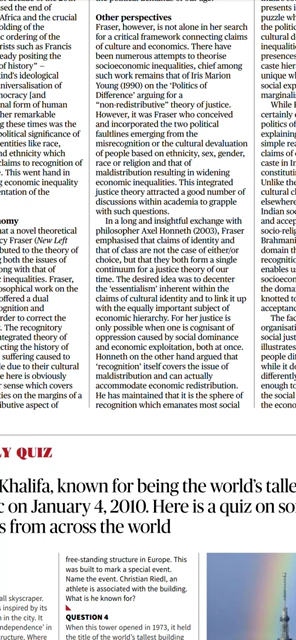 sed the end of
Africa and the crucial
olding of the
c ordering of the
rists such as Francis
eady positing the
of history" –
kind's ideological
universalisation of
mocracy [and
nal form of human
her remarkable
g these times was the
political significance of
entities like race,
nd ethnicity which
claims to recognition of
e. This went in hand
g economic inequality
entation of the
nomy
hat a novel theoretical
cy Fraser (New Left
buted to the theory of
g both the issues of
ong with that of
c inequalities. Fraser,
osophical work on the
offered a dual
ognition and
order to correct the
y. The recognitory
ntegrated theory of
cting the history of
suffering caused to
le due to their cultural
e here is obviously
r sense which covers
ties on the margins of a
butive aspect of
Other perspectives
Fraser, however, is not alone in her search
for a critical framework connecting claims
of culture and economics. There have
been numerous attempts to theorise
socioeconomic inequalities, chief among
such work remains that of Iris Marion
Young (1990) on the 'Politics of
Difference' arguing for a
"non-redistributive" theory of justice.
However, it was Fraser who conceived
and incorporated the two political
faultlines emerging from the
misrecognition or the cultural devaluation
of people based on ethnicity, sex, gender,
race or religion and that of
maldistribution resulting in widening
economic inequalities. This integrated
justice theory attracted a good number of
discussions within academia to grapple
with such questions.
In a long and insightful exchange with
philosopher Axel Honneth (2003), Fraser
emphasised that claims of identity and
that of class are not the case of either/or
choice, but that they both form a single
continuum for a justice theory of our
time. The desired idea was to decenter
the 'essentialism' inherent within the
claims of cultural identity and to link it up
with the equally important subject of
economic hierarchy. For her justice is
only possible when one is cognisant of
oppression caused by social dominance
and economic exploitation, both at once.
Honneth on the other hand argued that
'recognition' itself covers the issue of
maldistribution and can actually
accommodate economic redistribution.
He has maintained that it is the sphere of
recognition which emanates most social
presents i
puzzle wh
the politic
cultural d
inequaliti
presences
caste hier
unique w
social exp
marginali
While
certainly
politics of
explainin
simple rea
claims of
caste in In
constituti
Unlike the
cultural c
elsewhere
Indian soc
and accep
socio-reli
Brahmani
domain th
recogniti
enables u
socioecon
the doma
knotted to
acceptanc
The fac
organisati
social just
illustrates
people di
while it d
differentl
enough to
the social
the econo
LY QUIZ
Khalifa, known for being the world's talle
c on January 4, 2010. Here is a quiz on so
s from across the world
all skyscraper.
s inspired by its
n in the city. It
independence' in
structure. Where
free-standing structure in Europe. This
was built to mark a special event.
Name the event. Christian Riedl, an
athlete is associated with the building.
What is he known for?
QUESTION 4
When this tower opened in 1973, it held
the title of the world's tallest building